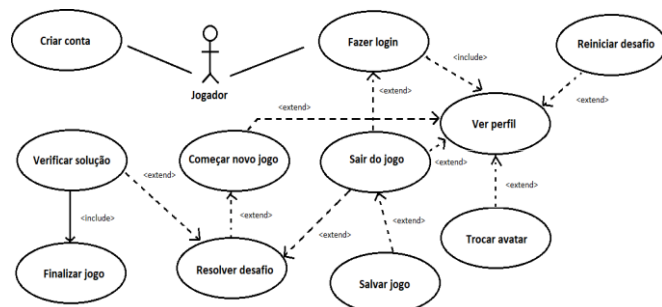 Criar conta
Jogador
Fazer login
Reiniciar desafio
<include>
<extend>
<extend>
<extend>
Ver perfil
Verificar solução
Começar novo jogo
Sair do jogo
<extend>
<extend>
<extend>
<extend>
<include>
<extend>
<extend>
<extend>
Trocar avatar
Finalizar jogo
Resolver desafio
Salvar jogo